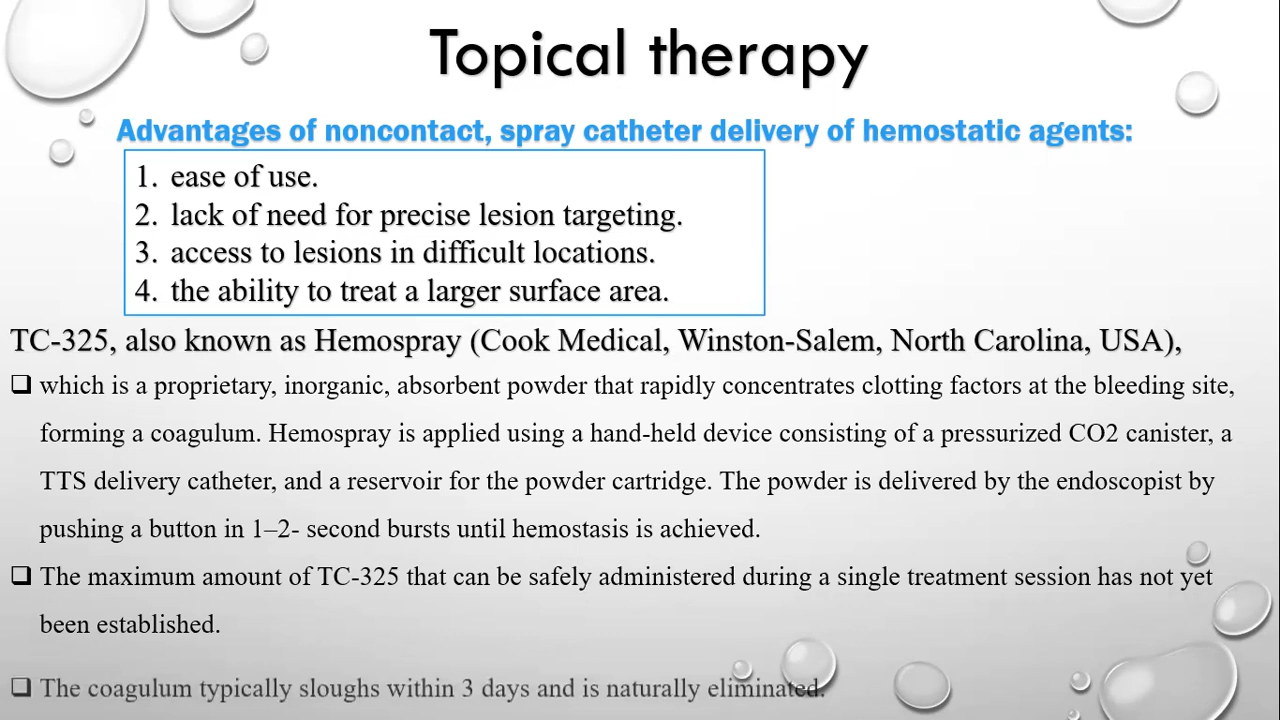 Topical therapy
Advantages of noncontact, spray catheter delivery of hemostatic agents:
1. ease of use.
2. lack of need for precise lesion targeting.
3. access to lesions in difficult locations.
4. the ability to treat a larger surface area.
TC-325, also known as Hemospray (Cook Medical, Winston-Salem, North Carolina, USA),
❑ which is a proprietary, inorganic, absorbent powder that rapidly concentrates clotting factors at the bleeding site,
forming a coagulum. Hemospray is applied using a hand-held device consisting of a pressurized CO2 canister, a
TTS delivery catheter, and a reservoir for the powder cartridge. The powder is delivered by the endoscopist by
pushing a button in 1–2- second bursts until hemostasis is achieved.
❑ The maximum amount of TC-325 that can be safely administered during a single treatment session has not yet
been established.
❑ The coagulum typically sloughs within 3 days and is naturally eliminated.